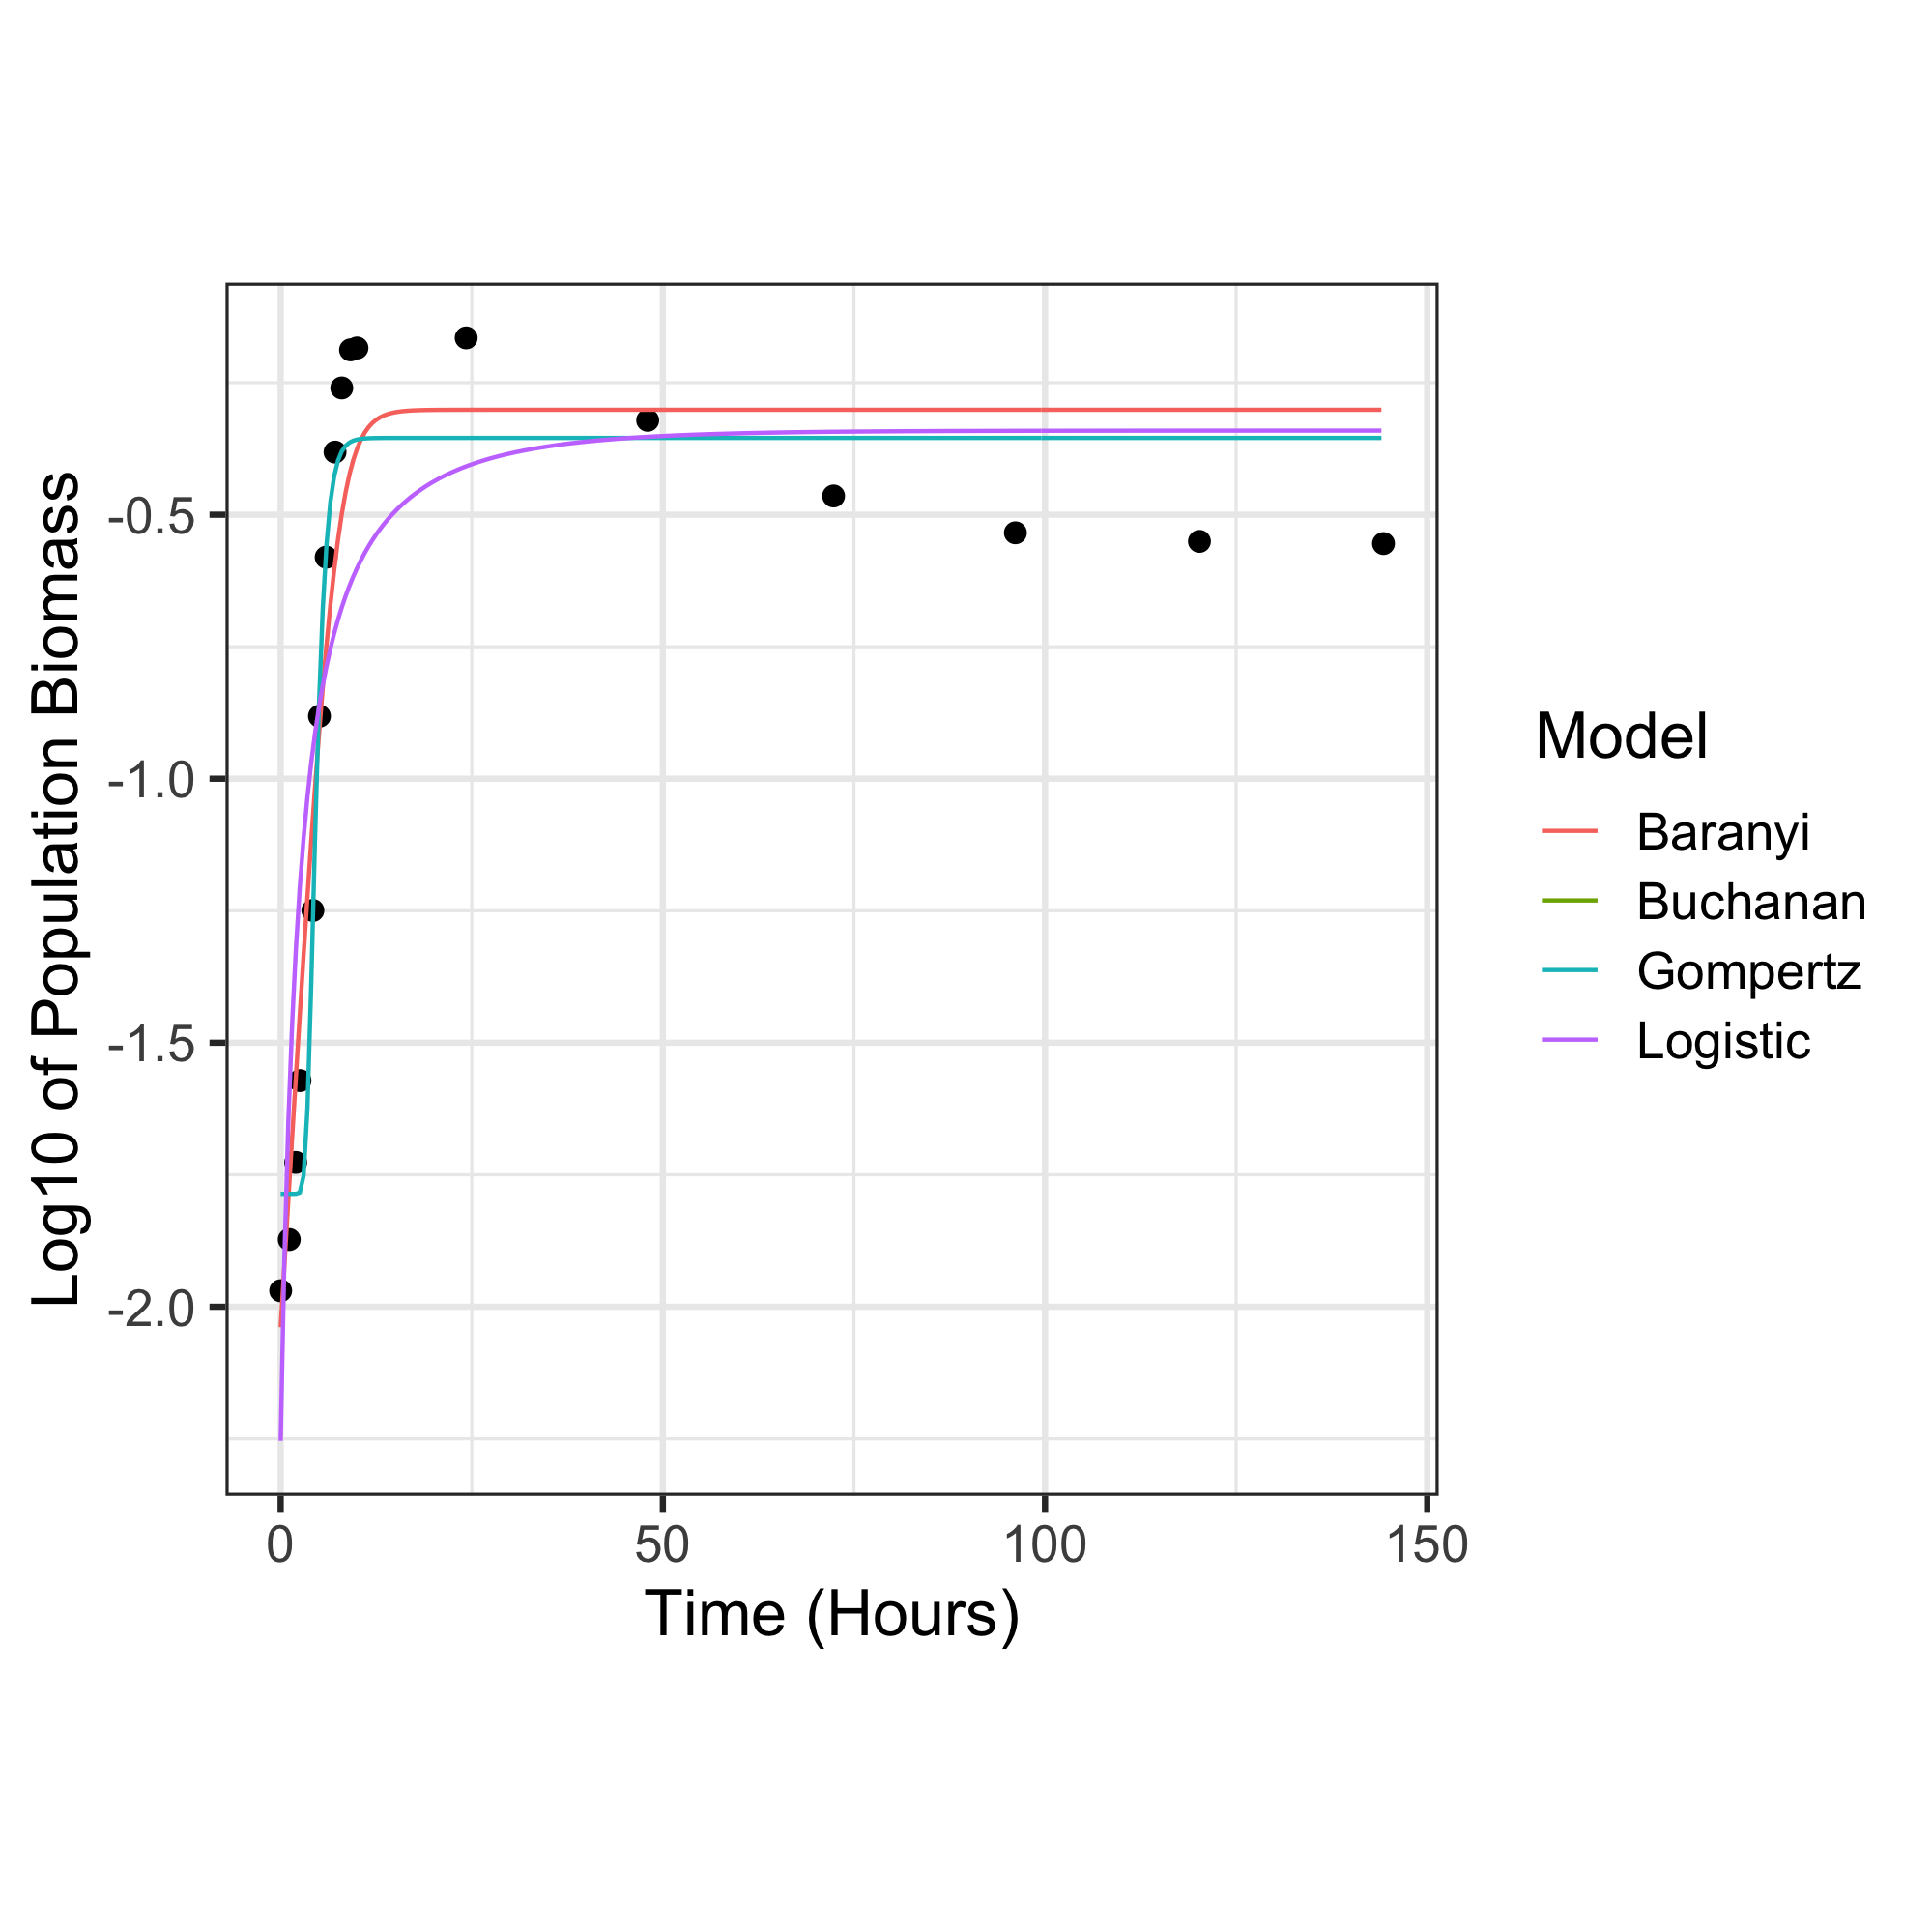 Log10 of Population Biomass
-0.5
-1.0
-1.5
-2.0
0
50
100
150
Time (Hours)
Model
Baranyi
Buchanan
Gompertz
Logistic